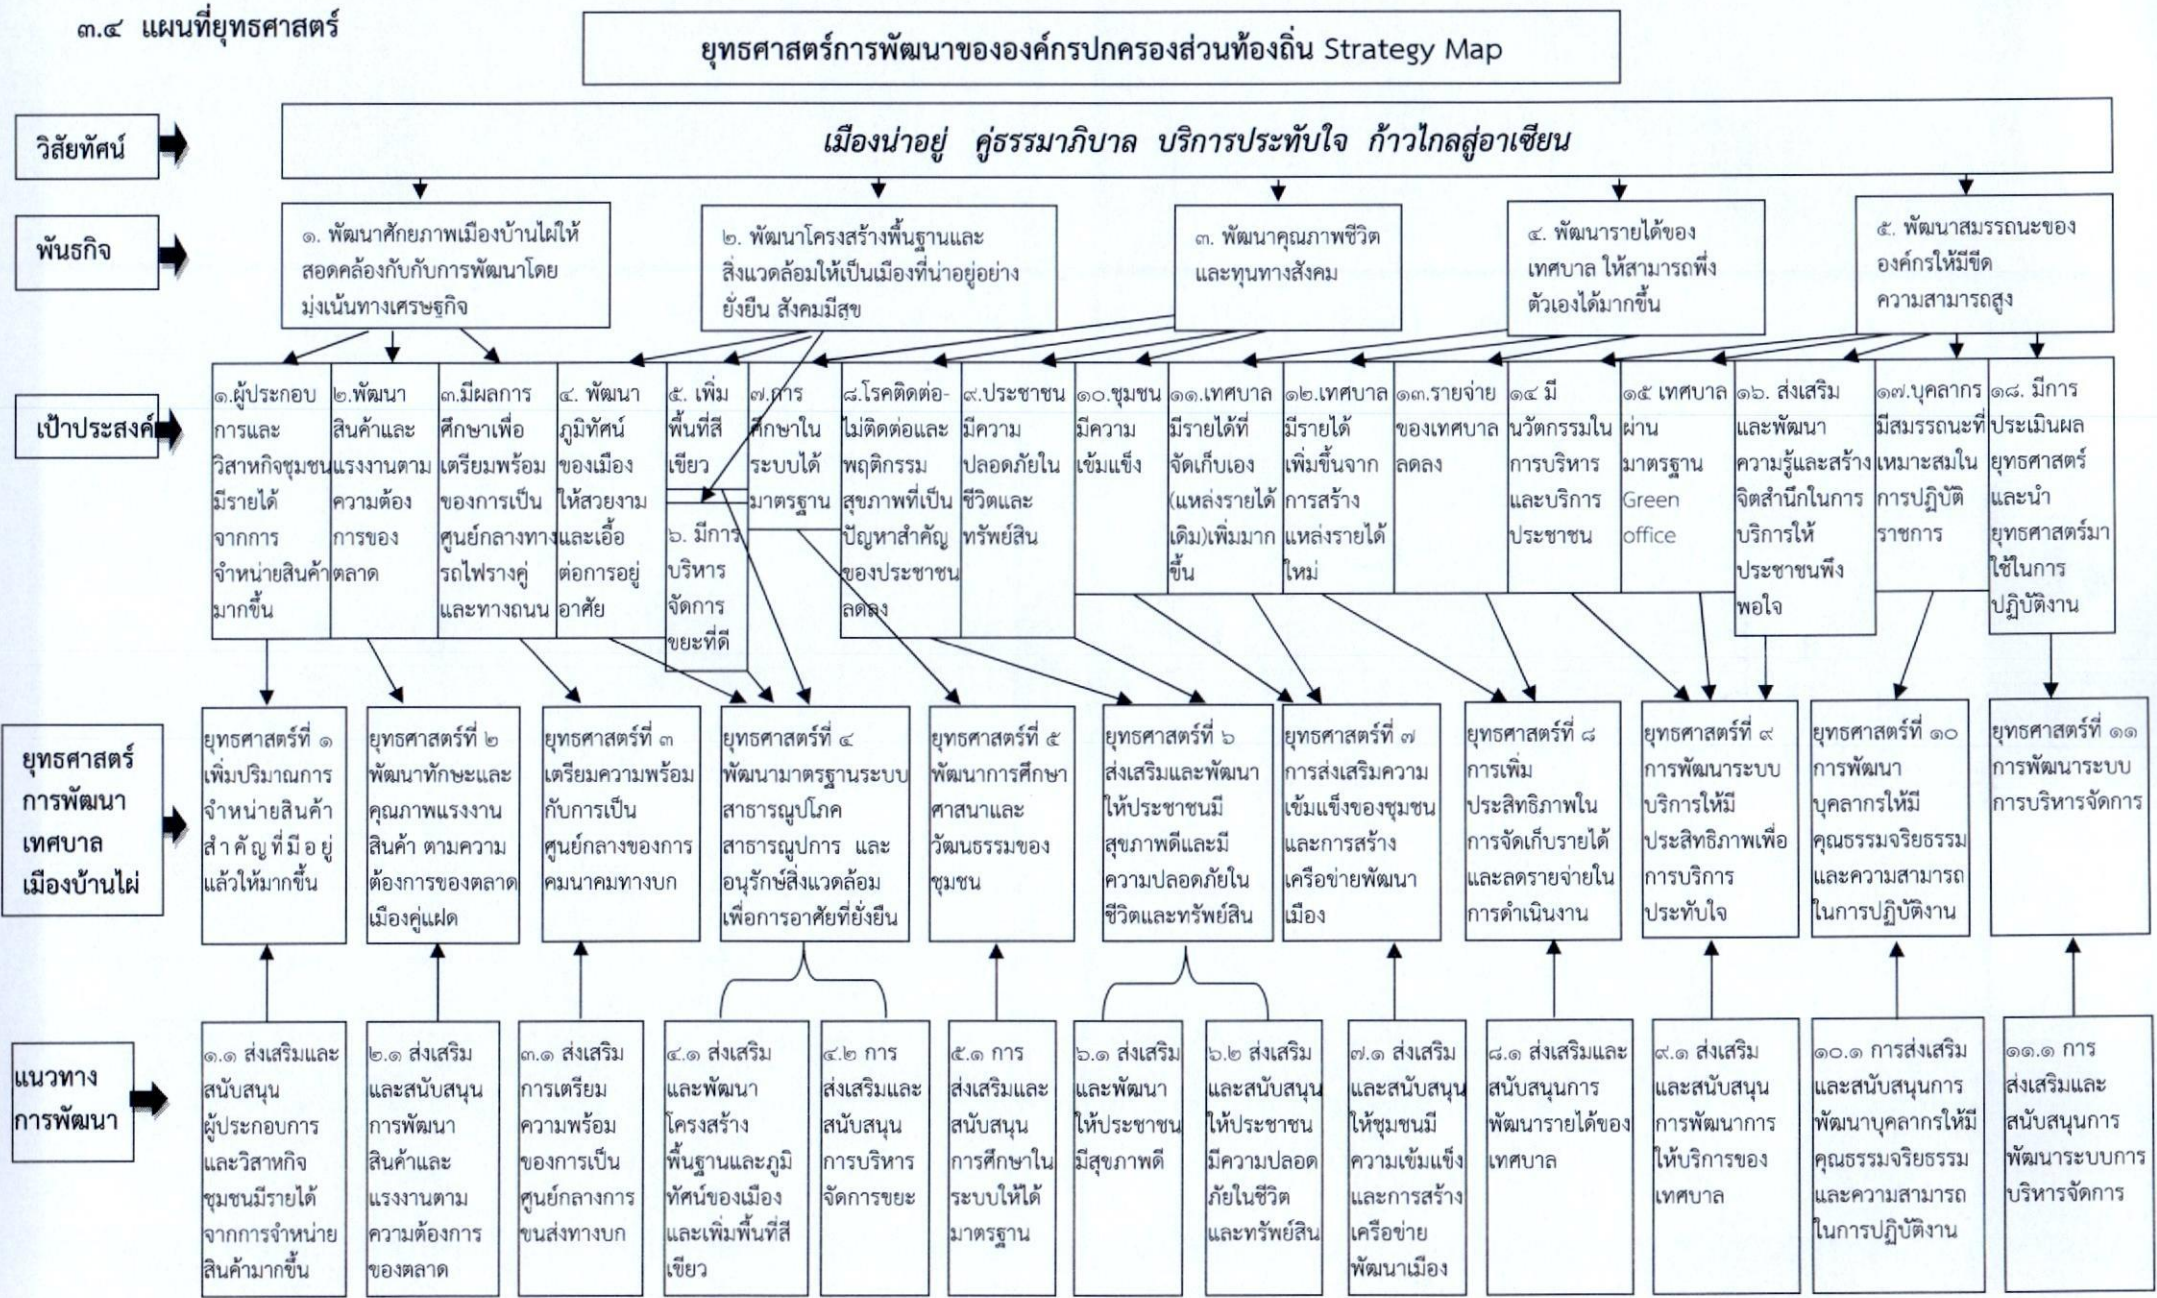 ๓.๔ แผนที่ยุทธศาสตร์
ยุทธศาสตร์การพัฒนาขององค์กรปกครองส่วนท้องถิ่น Strategy Map
วิสัยทัศน์
เมืองน่าอยู่ คู่ธรรมาภิบาล บริการประทับใจ ก้าวไกลสู่อาเซียน
พันธกิจ
๑. พัฒนาศักยภาพเมืองบ้านไผ่ให้
สอดคล้องกับกับการพัฒนาโดย
มุ่งเน้นทางเศรษฐกิจ
๒. พัฒนาโครงสร้างพื้นฐานและ
สิ่งแวดล้อมให้เป็นเมืองที่น่าอยู่อย่าง
ยั่งยืน สังคมมีสุข
๓. พัฒนาคุณภาพชีวิต
และทุนทางสังคม
๔. พัฒนารายได้ของ
เทศบาล ให้สามารถพึ่ง
ตัวเองได้มากขึ้น
๕. พัฒนาสมรรถนะของ
องค์กรให้มีขีด
ความสามารถสูง
เป้าประสงค์
๑.ผู้ประกอบ
การและ
วิสาหกิจชุมชน
มีรายได้
จากการ
จำหน่ายสินค้า
มากขึ้น
๒.พัฒนา
สินค้าและ
แรงงานตาม
ความต้อง
การของ
ตลาด
๓.มีผลการ
ศึกษาเพื่อ
เตรียมพร้อม
ของการเป็น
ศูนย์กลางทาง
รถไฟรางคู่
และทางถนน
๔. พัฒนา
ภูมิทัศน์
ของเมือง
ให้สวยงาม
และเอื้อ
ต่อการอยู่
อาศัย
๕. เพิ่ม
พื้นที่สี
เขียว
๖. มีการ
บริหาร
จัดการ
ขยะที่ดี
๗.การ
ศึกษาใน
ระบบได้
มาตรฐาน
๘.โรคติดต่อ-
ไม่ติดต่อและ
พฤติกรรม
สุขภาพที่เป็น
ปัญหาสำคัญ
ของประชาชน
ลดลง
๙.ประชาชน
มีความ
ปลอดภัยใน
ชีวิตและ
ทรัพย์สิน
๑๐.ชุมชน
มีความ
เข้มแข็ง
๑๑.เทศบาล
มีรายได้ที่
จัดเก็บเอง
(แหล่งรายได้
เดิม)เพิ่มมาก
ขึ้น
๑๒.เทศบาล
มีรายได้
เพิ่มขึ้นจาก
การสร้าง
แหล่งรายได้
ใหม่
๑๓.รายจ่าย
ของเทศบาล
ลดลง
๑๔ มี
นวัตกรรมใน
การบริหาร
และบริการ
ประชาชน
๑๕ เทศบาล
ผ่าน
มาตรฐาน
Green
office
๑๖. ส่งเสริม
และพัฒนา
ความรู้และสร้าง
จิตสำนึกในการ
บริการให้
ประชาชนพึง
พอใจ
๑๗.บุคลากร
มีสมรรถนะที่
เหมาะสมใน
การปฏิบัติ
ราชการ
๑๘. มีการ
ประเมินผล
ยุทธศาสตร์
และนำ
ยุทธศาสตร์มา
ใช้ในการ
ปฏิบัติงาน
ยุทธศาสตร์
การพัฒนา
เทศบาล
เมืองบ้านไผ่
ยุทธศาสตร์ที่ ๑
เพิ่มปริมาณการ
จำหน่ายสินค้า
สำคัญที่มีอยู่
แล้วให้มากขึ้น
ยุทธศาสตร์ที่ ๒
พัฒนาทักษะและ
คุณภาพแรงงาน
สินค้า ตามความ
ต้องการของตลาด
เมืองคู่แฝด
ยุทธศาสตร์ที่ ๓
เตรียมความพร้อม
กับการเป็น
ศูนย์กลางของการ
คมนาคมทางบก
ยุทธศาสตร์ที่ ๔
พัฒนามาตรฐานระบบ
สาธารณูปโภค
สาธารณูปการ และ
อนุรักษ์สิ่งแวดล้อม
เพื่อการอาศัยที่ยั่งยืน
ยุทธศาสตร์ที่ ๕
พัฒนาการศึกษา
ศาสนาและ
วัฒนธรรมของ
ชุมชน
ยุทธศาสตร์ที่ ๖
ส่งเสริมและพัฒนา
ให้ประชาชนมี
สุขภาพดีและมี
ความปลอดภัยใน
ชีวิตและทรัพย์สิน
ยุทธศาสตร์ที่ ๗
การส่งเสริมความ
เข้มแข็งของชุมชน
และการสร้าง
เครือข่ายพัฒนา
เมือง
ยุทธศาสตร์ที่ ๘
การเพิ่ม
ประสิทธิภาพใน
การจัดเก็บรายได้
และลดรายจ่ายใน
การดำเนินงาน
ยุทธศาสตร์ที่ ๙
การพัฒนาระบบ
บริการให้มี
ประสิทธิภาพเพื่อ
การบริการ
ประทับใจ
ยุทธศาสตร์ที่ ๑๐
การพัฒนา
บุคลากรให้มี
คุณธรรมจริยธรรม
และความสามารถ
ในการปฏิบัติงาน
ยุทธศาสตร์ที่ ๑๑
การพัฒนาระบบ
การบริหารจัดการ
แนวทาง
การพัฒนา
๑.๑ ส่งเสริมและ
สนับสนุน
ผู้ประกอบการ
และวิสาหกิจ
ชุมชนมีรายได้
จากการจำหน่าย
สินค้ามากขึ้น
๒.๑ ส่งเสริม
และสนับสนุน
การพัฒนา
สินค้าและ
แรงงานตาม
ความต้องการ
ของตลาด
๓.๑ ส่งเสริม
การเตรียม
ความพร้อม
ของการเป็น
ศูนย์กลางการ
ขนส่งทางบก
๔.๑ ส่งเสริม
และพัฒนา
โครงสร้าง
พื้นฐานและภูมิ
ทัศน์ของเมือง
และเพิ่มพื้นที่สี
เขียว
๔.๒ การ
ส่งเสริมและ
สนับสนุน
การบริหาร
จัดการขยะ
๕.๑ การ
ส่งเสริมและ
สนับสนุน
การศึกษาใน
ระบบให้ได้
มาตรฐาน
๖.๑ ส่งเสริม
และพัฒนา
ให้ประชาชน
มีสุขภาพดี
๖.๒ ส่งเสริม
และสนับสนุน
ให้ประชาชน
มีความปลอด
ภัยในชีวิต
และทรัพย์สิน
๗.๑ ส่งเสริม
และสนับสนุน
ให้ชุมชนมี
ความเข้มแข็ง
และการสร้าง
เครือข่าย
พัฒนาเมือง
๘.๑ ส่งเสริมและ
สนับสนุนการ
พัฒนารายได้ของ
เทศบาล
๙.๑ ส่งเสริม
และสนับสนุน
การพัฒนาการ
ให้บริการของ
เทศบาล
๑๐.๑ การส่งเสริม
และสนับสนุนการ
พัฒนาบุคลากรให้มี
คุณธรรมจริยธรรม
และความสามารถ
ในการปฏิบัติงาน
๑๑.๑ การ
ส่งเสริมและ
สนับสนุนการ
พัฒนาระบบการ
บริหารจัดการ